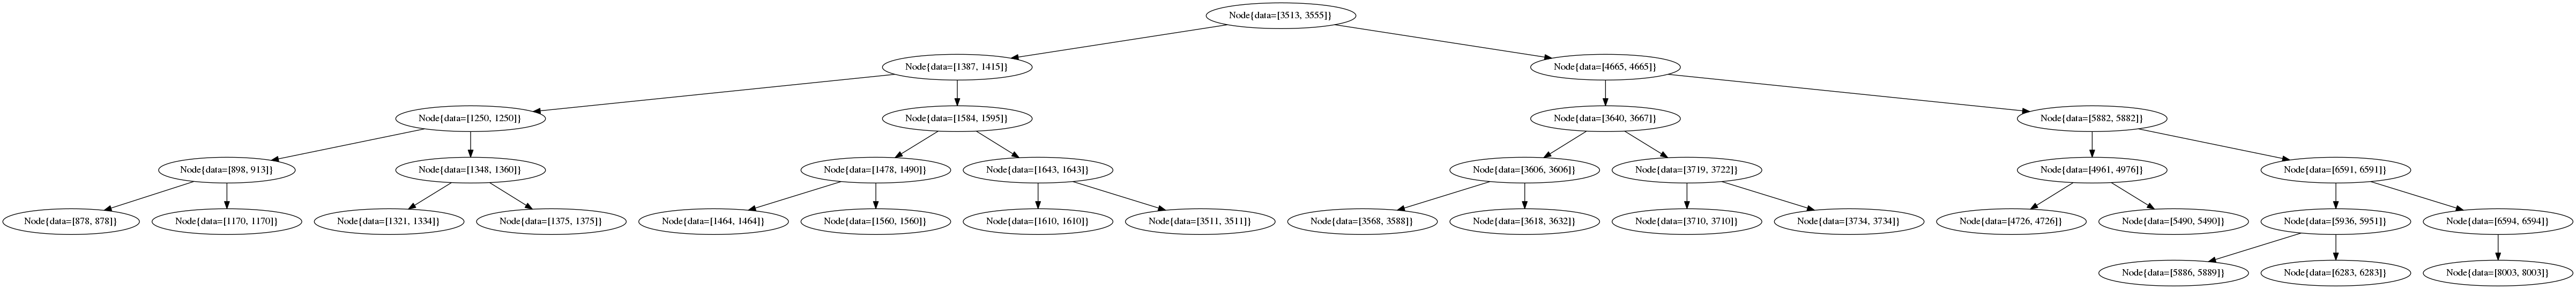 Node{data=[3513, 3555]}
Node{data=[1387, 1415]}
Node{data=[4665, 4665]}
Node{data=[1250, 1250]}
Node{data=[1584, 1595]}
Node{data=[3640, 3667]}
Node{data=[5882, 5882]}
Node{data=[898, 913]}
Node{data=[1348, 1360]}
Node{data=[1478, 1490]}
Node{data=[1643, 1643]}
Node{data=[3606, 3606]}
Node{data=[3719, 3722]}
Node{data=[4961, 4976]}
Node{data=[6591, 6591]}
Node{data=[878, 878]}
Node{data=[1170, 1170]}
Node{data=[1321, 1334]}
Node{data=[1375, 1375]}
Node{data=[1464, 1464]}
Node{data=[1560, 1560]}
Node{data=[1610, 1610]}
Node{data=[3511, 3511]}
Node{data=[3568, 3588]}
Node{data=[3618, 3632]}
Node{data=[3710, 3710]}
Node{data=[3734, 3734]}
Node{data=[4726, 4726]}
Node{data=[5490, 5490]}
Node{data=[5936, 5951]}
Node{data=[6594, 6594]}
Node{data=[5886, 5889]}
Node{data=[6283, 6283]}
Node{data=[8003, 8003]}